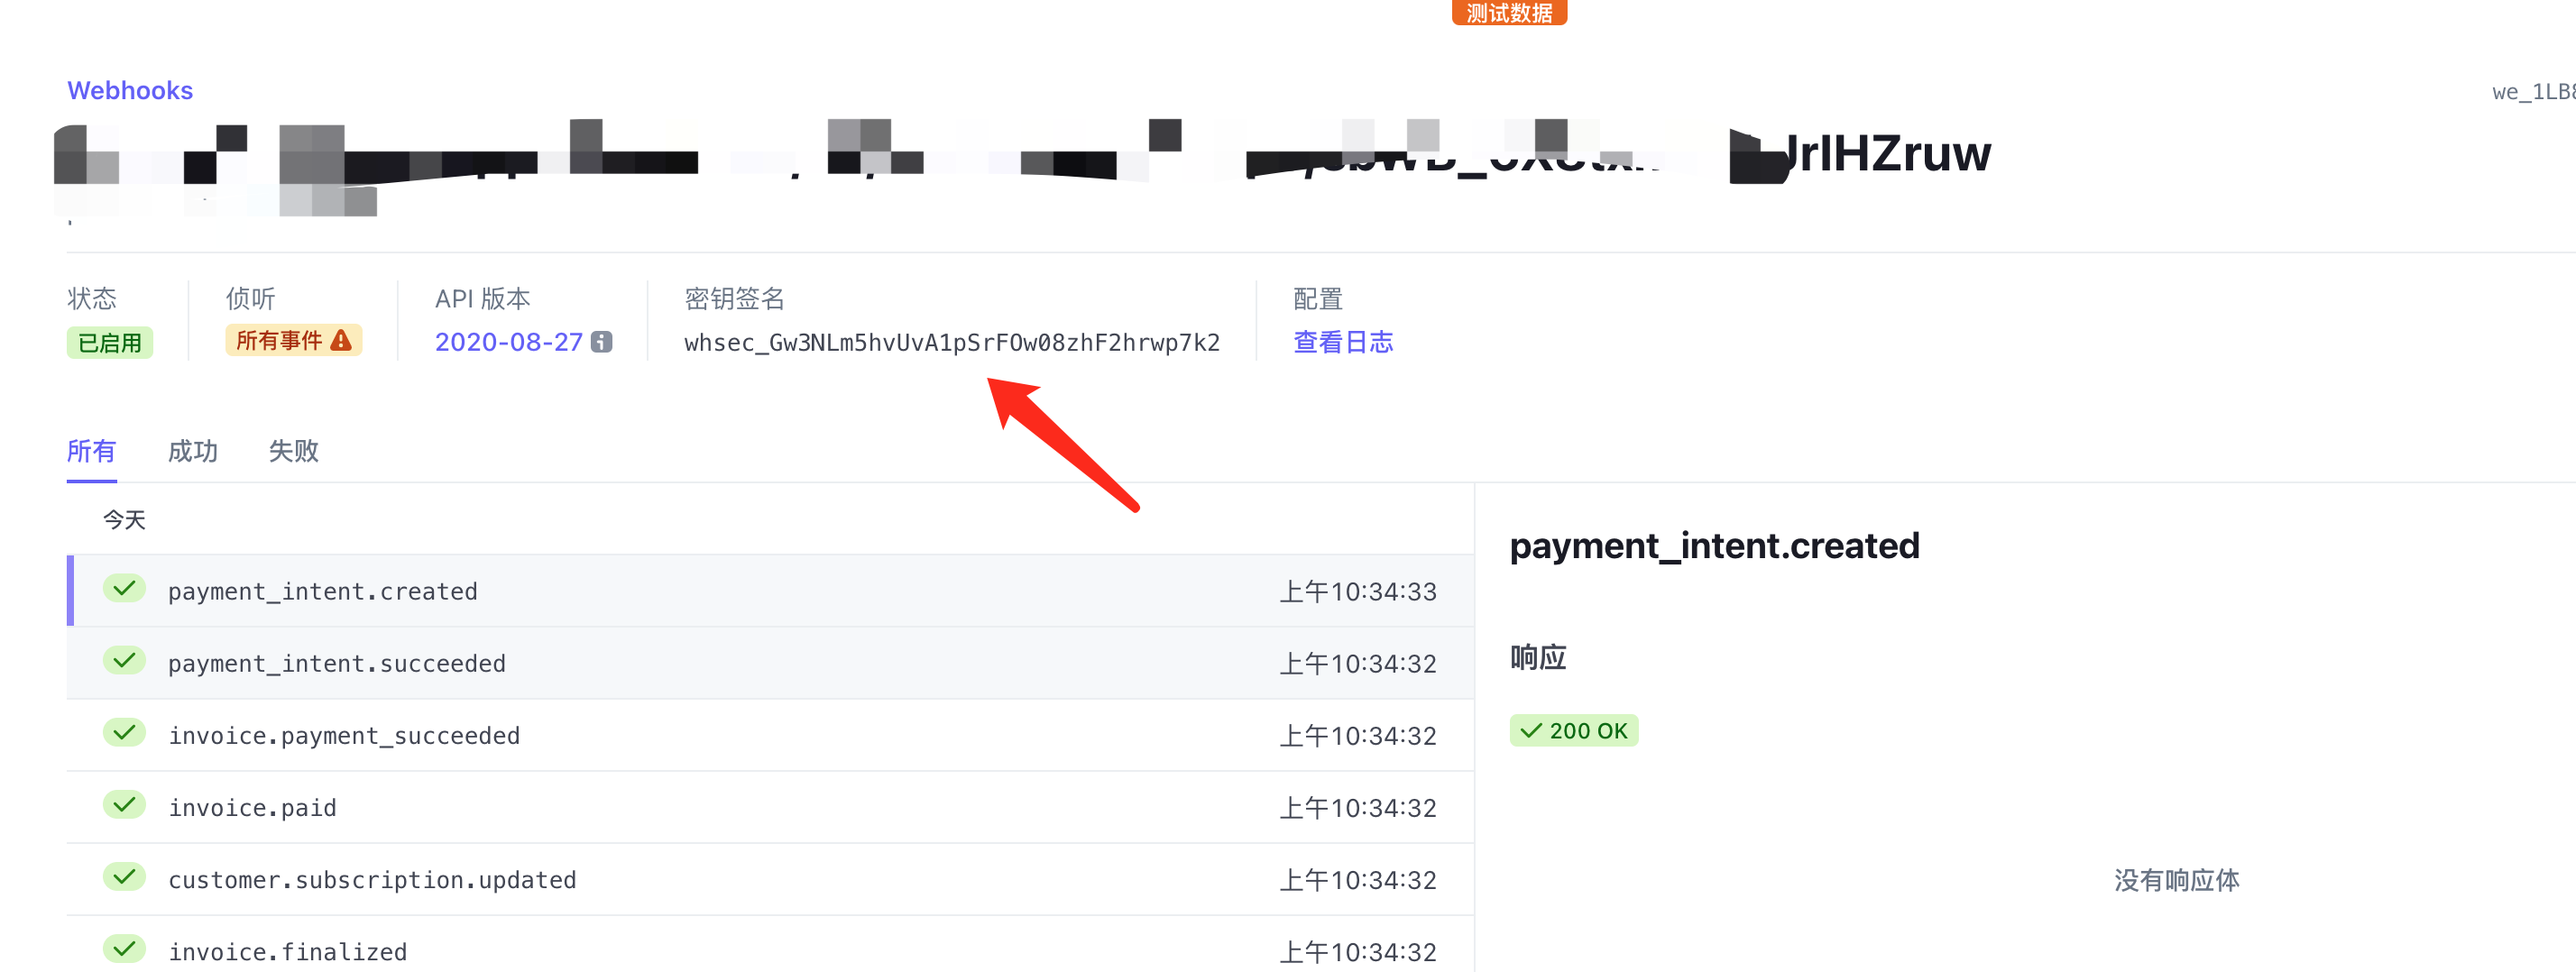 测试数据
Webhooks
we_1LB8
JrlHZruw
状态
侦听
API 版本
密钥签名
配置
已启用
所有事件
2020-08-27
whsec_Gw3NLm5hvUvA1pSrFOw08zhF2hrwp7k2
查看日志
所有
成功
失败
今天
payment_intent.created
上午10:34:33
payment_intent.succeeded
上午10:34:32
invoice.payment_succeeded
上午10:34:32
invoice.paid
上午10:34:32
customer.subscription.updated
上午10:34:32
invoice.finalized
上午10:34:32
payment_intent.created
响应
200 OK
没有响应体